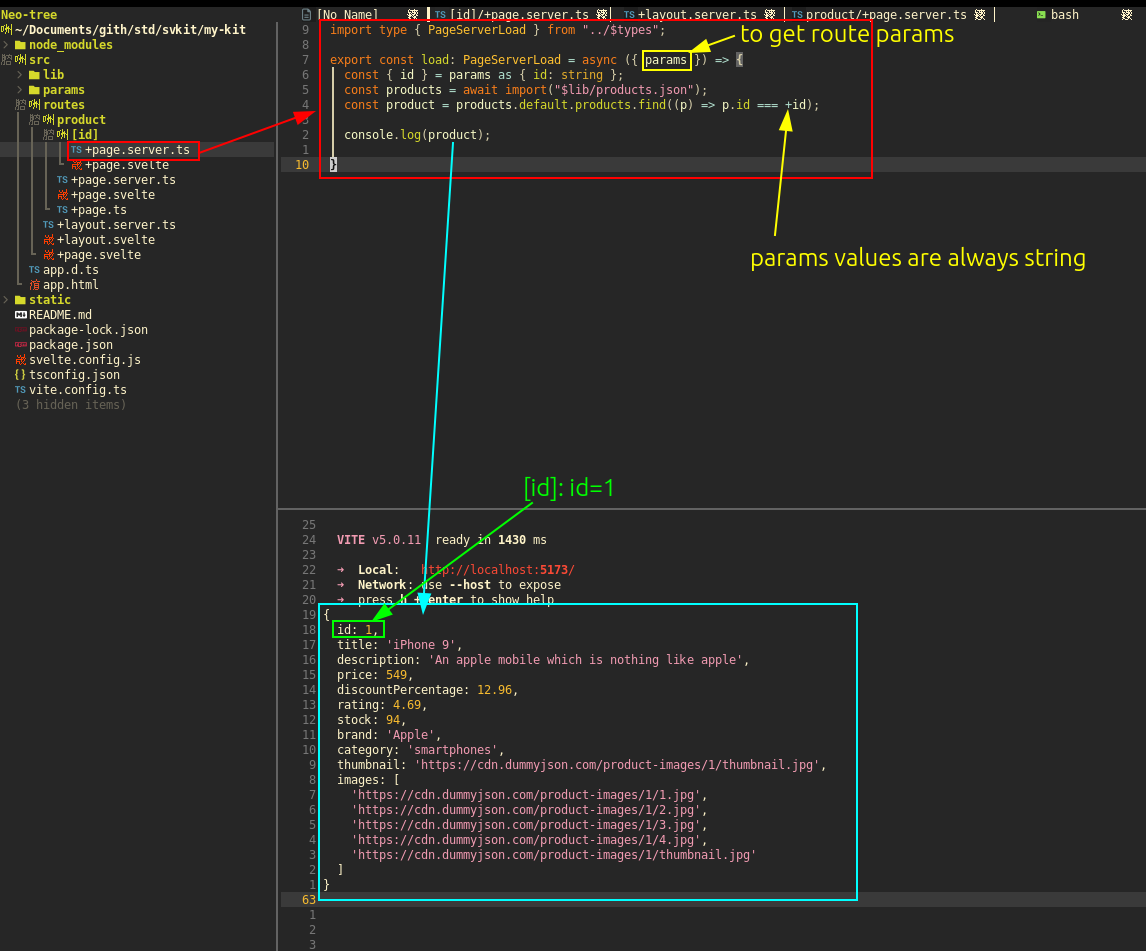 Neo-tree
~/Documents/gith/std/svkit/my-kit
node_modules
src
lib
params
routes
product
[id]
TS +page.server.ts
+page.svelte
TS +page.server.ts
+page.svelte
TS +page.ts
TS +layout.server.ts
+layout.svelte
+page.svelte
TS app.d.ts
app.html
static
README.md
package-lock.json
package.json
svelte.config.js
{} tsconfig.json
TS vite.config.ts
(3 hidden items)
[No Name] TS [id]/+page.server.ts TS +layout.server.ts TS product/+page.server.ts bash
9 import type { PageServerLoad } from "../$types";
8
7 export const load: PageServerLoad = async ({ params }) => {
6 const { id } = params as { id: string };
5 const products = await import("$lib/products.json");
4 const product = products.default.products.find((p) => p.id === +id);
3
2 console.log(product);
1
10 }
to get route params
params values are always string
[id]: id=1
25
24 VITE v5.0.11 ready in 1430 ms
23
22 ➜ Local: http://localhost:5173/
21 ➜ Network: use --host to expose
20 ➜ press h + enter to show help
19 {
18 id: 1,
17 title: 'iPhone 9',
16 description: 'An apple mobile which is nothing like apple',
15 price: 549,
14 discountPercentage: 12.96,
13 rating: 4.69,
12 stock: 94,
11 brand: 'Apple',
10 category: 'smartphones',
9 thumbnail: 'https://cdn.dummyjson.com/product-images/1/thumbnail.jpg',
8 images: [
7 'https://cdn.dummyjson.com/product-images/1/1.jpg',
6 'https://cdn.dummyjson.com/product-images/1/2.jpg',
5 'https://cdn.dummyjson.com/product-images/1/3.jpg',
4 'https://cdn.dummyjson.com/product-images/1/4.jpg',
3 'https://cdn.dummyjson.com/product-images/1/thumbnail.jpg'
2 ]
1 }
63
1
2
3